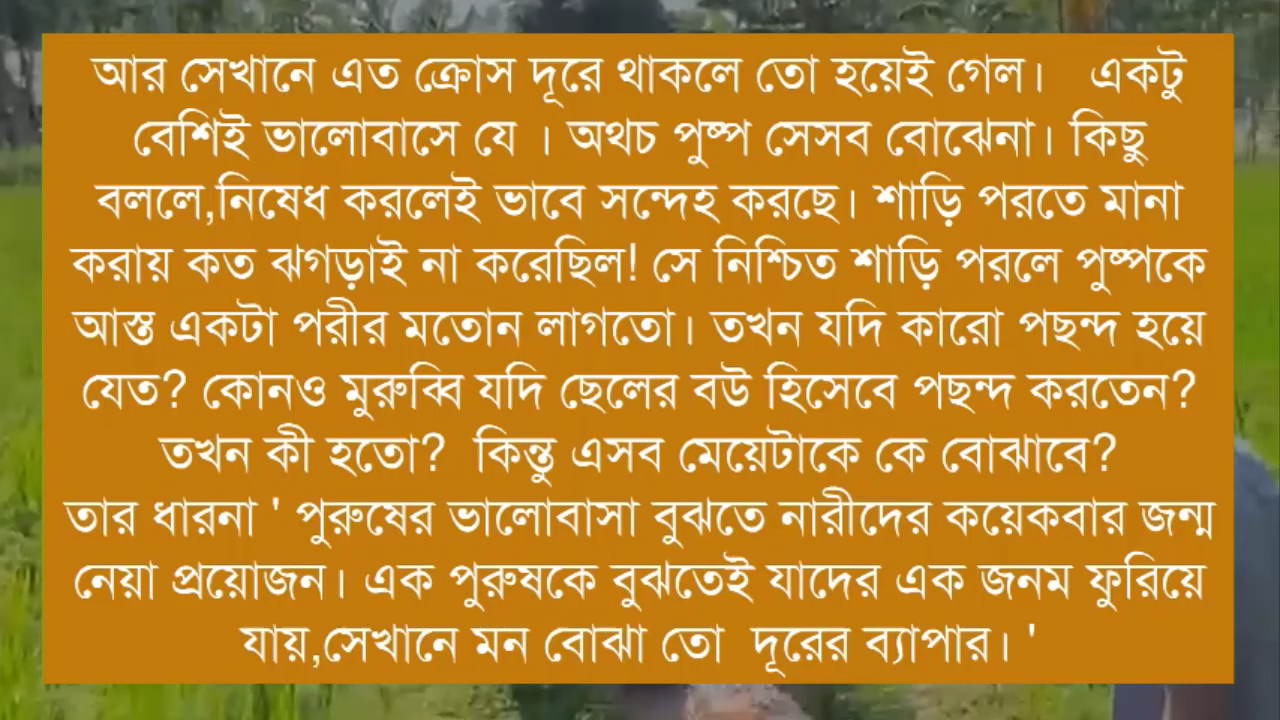 আর সেখানে এত ক্রোস দূরে থাকলে তো হয়েই গেল।   একটু
বেশিই ভালোবাসে যে । অথচ পুষ্প সেসব বোঝেনা। কিছু
বললে,নিষেধ করলেই ভাবে সন্দেহ করছে। শাড়ি পরতে মানা
করায় কত ঝগড়াই না করেছিল! সে নিশ্চিত শাড়ি পরলে পুষ্পকে
আস্ত একটা পরীর মতোন লাগতো। তখন যদি কারো পছন্দ হয়ে
যেত? কোনও মুরুব্বি যদি ছেলের বউ হিসেবে পছন্দ করতেন?
তখন কী হতো?  কিন্তু এসব মেয়েটাকে কে বোঝাবে?
তার ধারনা ' পুরুষের ভালোবাসা বুঝতে নারীদের কয়েকবার জন্ম
নেয়া প্রয়োজন। এক পুরুষকে বুঝতেই যাদের এক জনম ফুরিয়ে
যায়,সেখানে মন বোঝা তো  দূরের ব্যাপার। '